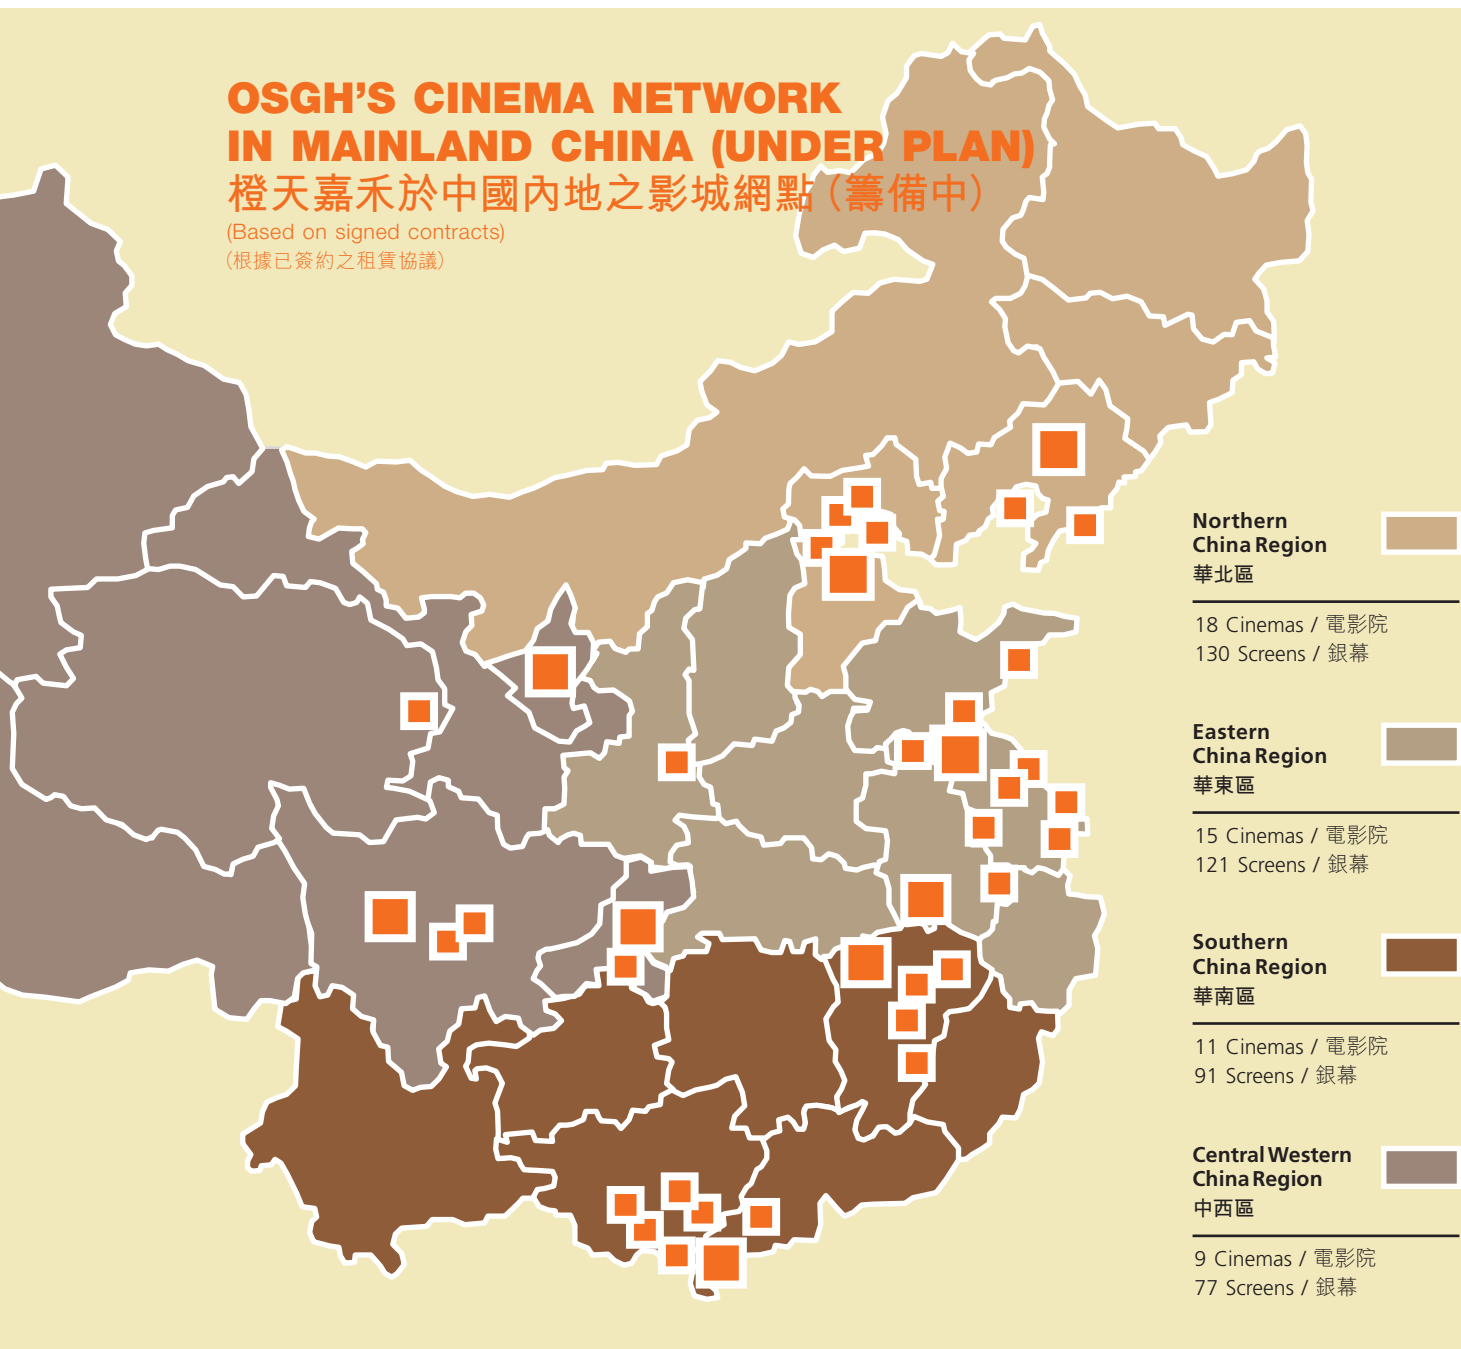 OSGH'S CINEMA NETWORK
IN MAINLAND CHINA (UNDER PLAN)
橙天嘉禾於中國內地之影城網點（籌備中）
(Based on signed contracts)
（根據已簽約之租賃協議）
Northern
China Region
華北區
18 Cinemas / 電影院
130 Screens / 銀幕
Eastern
China Region
華東區
15 Cinemas / 電影院
121 Screens / 銀幕
Southern
China Region
華南區
11 Cinemas / 電影院
91 Screens / 銀幕
Central Western
China Region
中西區
9 Cinemas / 電影院
77 Screens / 銀幕